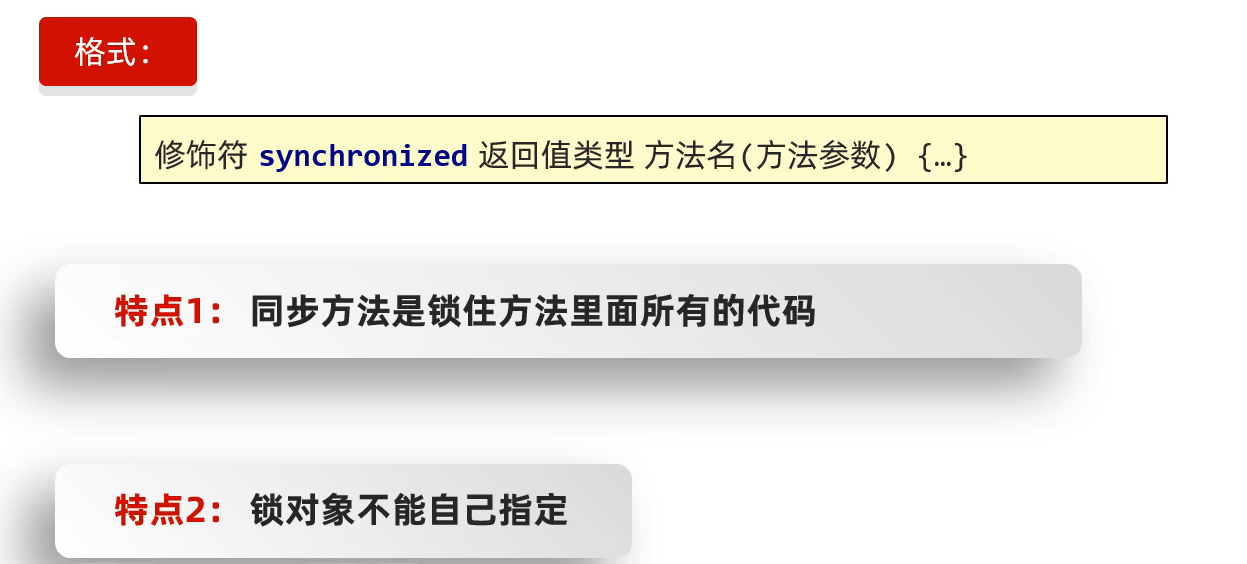 格式：
修饰符 synchronized 返回值类型 方法名(方法参数) {…}
特点1： 同步方法是锁住方法里面所有的代码
特点2： 锁对象不能自己指定